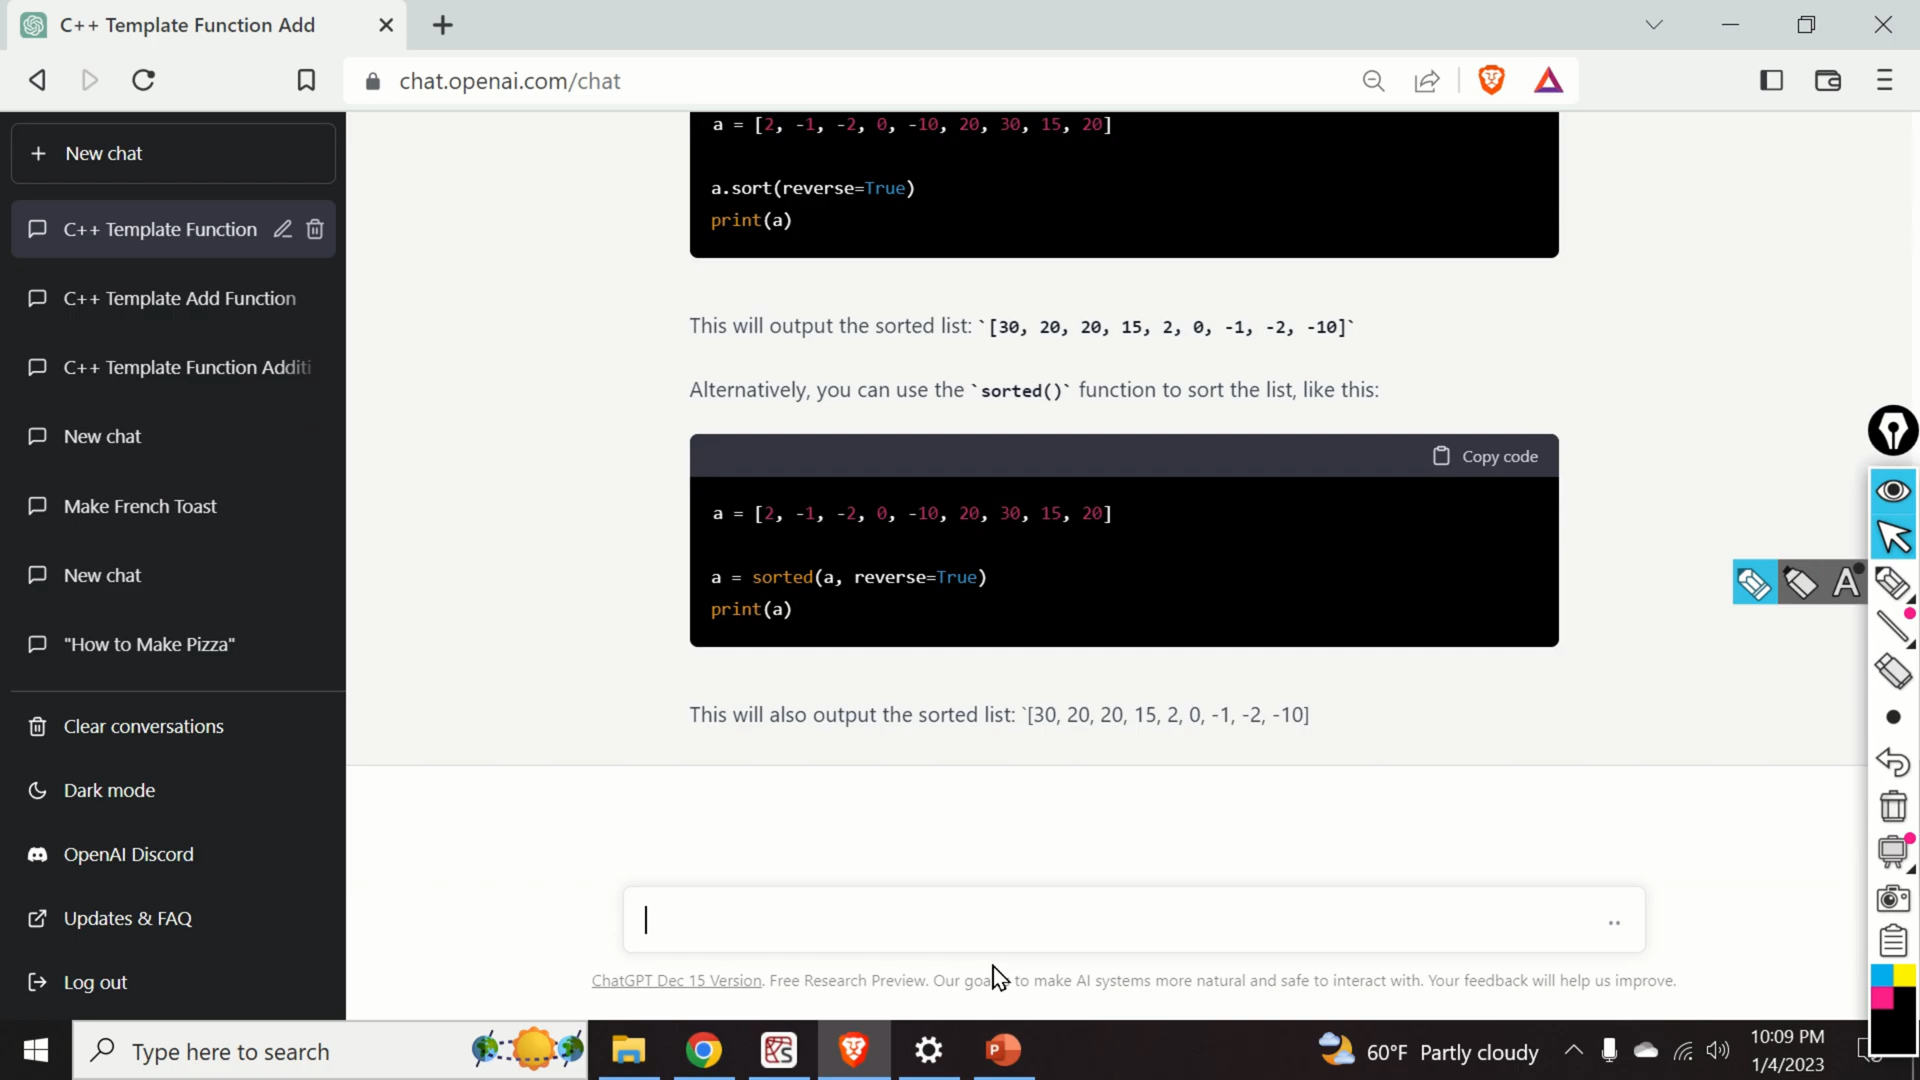 C++ Template Function Add
chat.openai.com/chat
New chat
C++ Template Function
C++ Template Add Function
C++ Template Function Additi
New chat
Make French Toast
New chat
"How to Make Pizza"
Clear conversations
Dark mode
OpenAI Discord
Updates & FAQ
Log out
a = [2, -1, -2, 0, -10, 20, 30, 15, 20]
a.sort(reverse=True)
print(a)
This will output the sorted list: `[30, 20, 20, 15, 2, 0, -1, -2, -10]`
Alternatively, you can use the `sorted()` function to sort the list, like this:
Copy code
a = [2, -1, -2, 0, -10, 20, 30, 15, 20]
a = sorted(a, reverse=True)
print(a)
This will also output the sorted list: `[30, 20, 20, 15, 2, 0, -1, -2, -10]
ChatGPT Dec 15 Version. Free Research Preview. Our goal is to make AI systems more natural and safe to interact with. Your feedback will help us improve.
A
Type here to search
60°F Partly cloudy
10:09 PM
1/4/2023